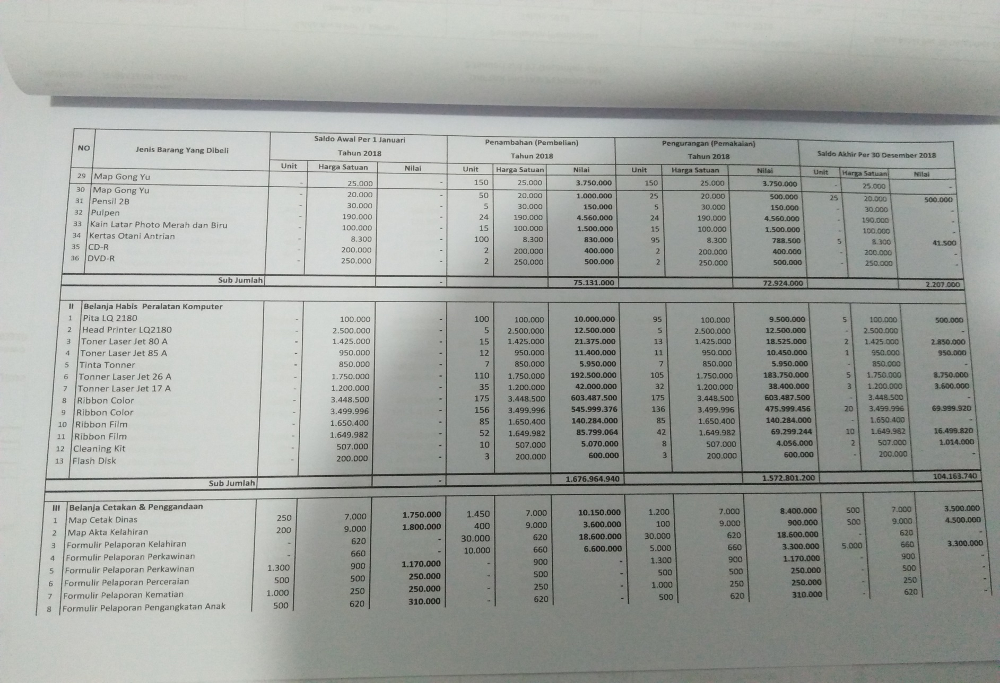 NO Jenis Barang Yang Dibeli Saldo Awal Per 1 Januari Tahun 2018 Penambahan (Pembelian) Tahun 2018 Pengurangan (Pemakaian) Tahun 2018 Saldo Akhir Per 30 Desember 2018
Unit Harga Satuan Nilai Unit Harga Satuan Nilai Unit Harga Satuan Nilai Unit Harga Satuan Nilai
29 Map Gong Yu - 25.000 - 150 25.000 3.750.000 150 25.000 3.750.000 - 25.000 -
30 Map Gong Yu - 20.000 - 50 20.000 1.000.000 25 20.000 500.000 25 20.000 500.000
31 Pensil 2B - 30.000 - 5 30.000 150.000 5 30.000 150.000 - 30.000 -
32 Pulpen - 190.000 - 24 190.000 4.560.000 24 190.000 4.560.000 - 190.000 -
33 Kain Latar Photo Merah dan Biru - 100.000 - 15 100.000 1.500.000 15 100.000 1.500.000 - 100.000 -
34 Kertas Otani Antrian - 8.300 - 100 8.300 830.000 95 8.300 788.500 5 8.300 41.500
35 CD-R - 200.000 - 2 200.000 400.000 2 200.000 400.000 - 200.000 -
36 DVD-R - 250.000 - 2 250.000 500.000 2 250.000 500.000 - 250.000 -
Sub Jumlah - 75.131.000 72.924.000 2.207.000
II Belanja Habis Peralatan Komputer
1 Pita LQ 2180 - 100.000 - 100 100.000 10.000.000 95 100.000 9.500.000 5 100.000 500.000
2 Head Printer LQ2180 - 2.500.000 - 5 2.500.000 12.500.000 5 2.500.000 12.500.000 - 2.500.000 -
3 Toner Laser Jet 80 A - 1.425.000 - 15 1.425.000 21.375.000 13 1.425.000 18.525.000 2 1.425.000 2.850.000
4 Toner Laser Jet 85 A - 950.000 - 12 950.000 11.400.000 11 950.000 10.450.000 1 950.000 950.000
5 Tinta Tonner - 850.000 - 7 850.000 5.950.000 7 850.000 5.950.000 - 850.000 -
6 Tonner Laser Jet 26 A - 1.750.000 - 110 1.750.000 192.500.000 105 1.750.000 183.750.000 5 1.750.000 8.750.000
7 Tonner Laser Jet 17 A - 1.200.000 - 35 1.200.000 42.000.000 32 1.200.000 38.400.000 3 1.200.000 3.600.000
8 Ribbon Color - 3.448.500 - 175 3.448.500 603.487.500 175 3.448.500 603.487.500 - 3.448.500 -
9 Ribbon Color - 3.499.996 - 156 3.499.996 545.999.376 136 3.499.996 475.999.456 20 3.499.996 69.999.920
10 Ribbon Film - 1.650.400 - 85 1.650.400 140.284.000 85 1.650.400 140.284.000 - 1.650.400 -
11 Ribbon Film - 1.649.982 - 52 1.649.982 85.799.064 42 1.649.982 69.299.244 10 1.649.982 16.499.820
12 Cleaning Kit - 507.000 - 10 507.000 5.070.000 8 507.000 4.056.000 2 507.000 1.014.000
13 Flash Disk - 200.000 - 3 200.000 600.000 3 200.000 600.000 - 200.000 -
Sub Jumlah - 1.676.964.940 1.572.801.200 104.163.740
III Belanja Cetakan & Penggandaan
1 Map Cetak Dinas 250 7.000 1.750.000 1.450 7.000 10.150.000 1.200 7.000 8.400.000 500 7.000 3.500.000
2 Map Akta Kelahiran 200 9.000 1.800.000 400 9.000 3.600.000 100 9.000 900.000 500 9.000 4.500.000
3 Formulir Pelaporan Kelahiran - 620 - 30.000 620 18.600.000 30.000 620 18.600.000 - 620 -
4 Formulir Pelaporan Perkawinan - 660 - 10.000 660 6.600.000 5.000 660 3.300.000 5.000 660 3.300.000
5 Formulir Pelaporan Perkawinan 1.300 900 1.170.000 - 900 - 1.300 900 1.170.000 - 900 -
6 Formulir Pelaporan Perceraian 500 500 250.000 - 500 - 500 500 250.000 - 500 -
7 Formulir Pelaporan Kematian 1.000 250 250.000 - 250 - 1.000 250 250.000 - 250 -
8 Formulir Pelaporan Pengangkatan Anak 500 620 310.000 - 620 - 500 620 310.000 - 620 -